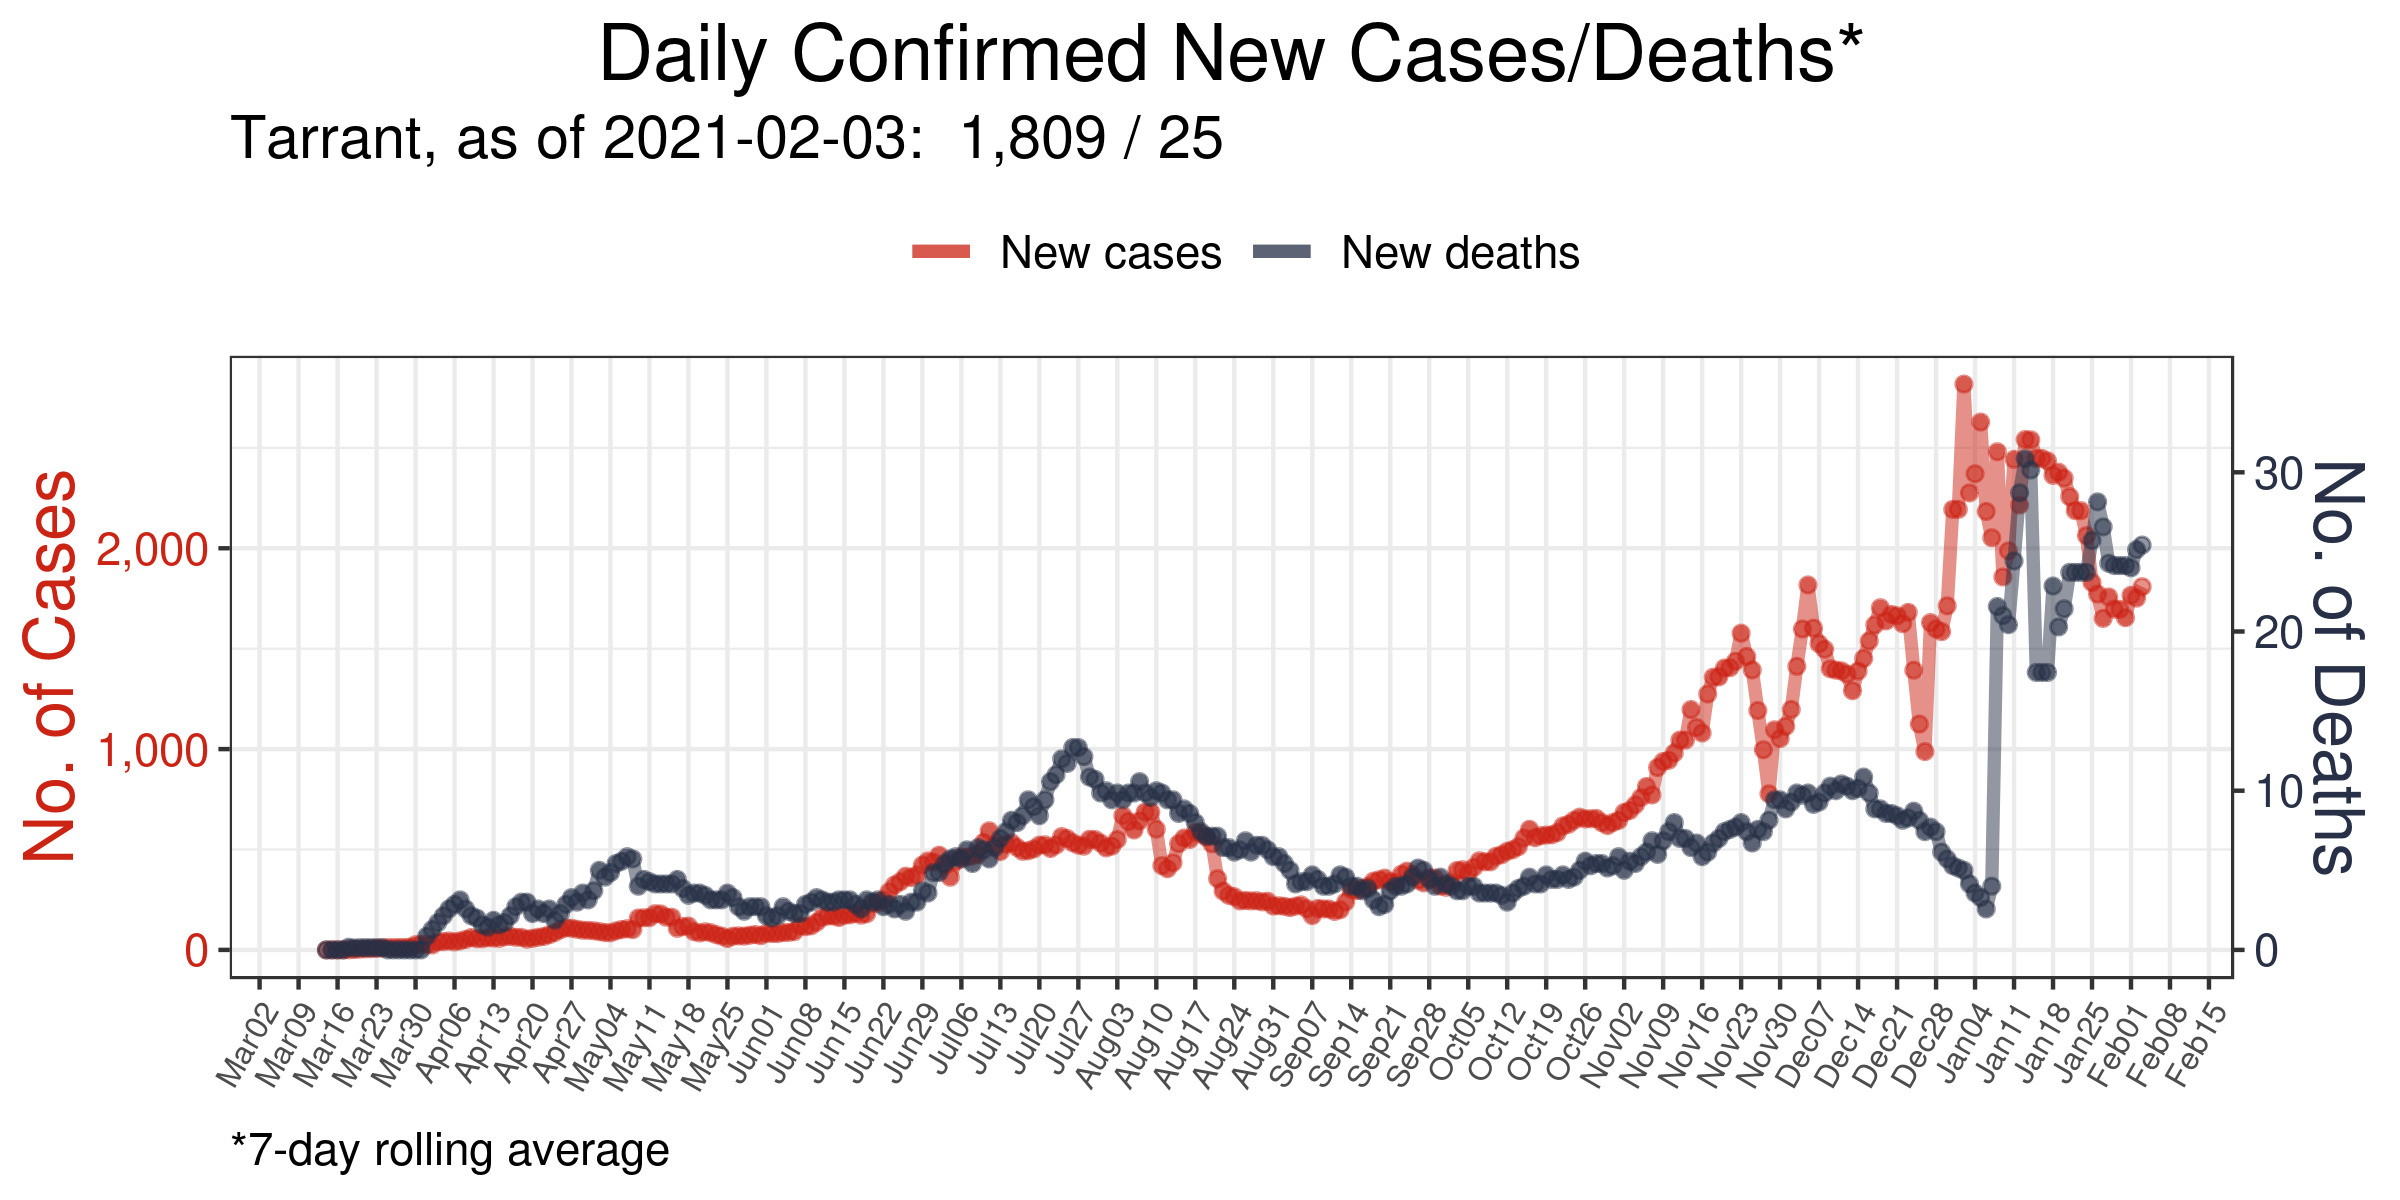 Daily Confirmed New Cases/Deaths*
Tarrant, as of 2021-02-03:  1,809 / 25
New cases
New deaths
No. of Cases
2,000
1,000
0
30
20
10
0
No. of Deaths
Mar02
Mar09
Mar16
Mar23
Mar30
Apr06
Apr13
Apr20
Apr27
May04
May11
May18
May25
Jun01
Jun08
Jun15
Jun22
Jun29
Jul06
Jul13
Jul20
Jul27
Aug03
Aug10
Aug17
Aug24
Aug31
Sep07
Sep14
Sep21
Sep28
Oct05
Oct12
Oct19
Oct26
Nov02
Nov09
Nov16
Nov23
Nov30
Dec07
Dec14
Dec21
Dec28
Jan04
Jan11
Jan18
Jan25
Feb01
Feb08
Feb15
*7-day rolling average